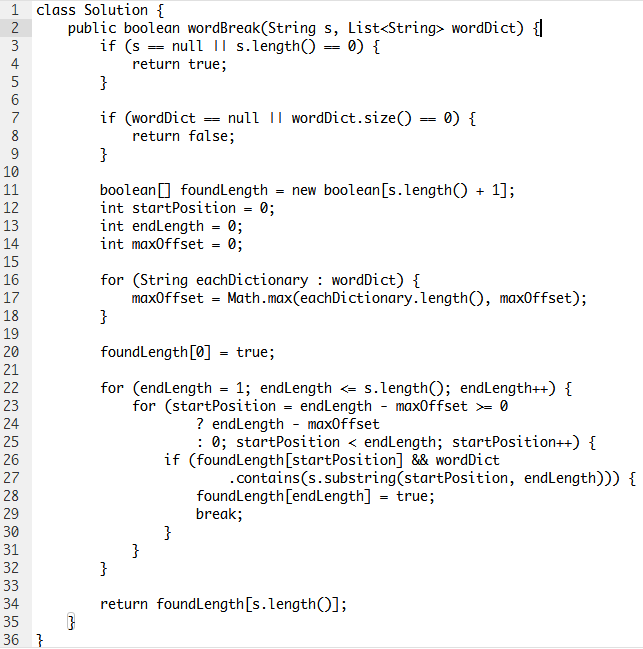 1 class Solution {
2     public boolean wordBreak(String s, List<String> wordDict) {
3         if (s == null || s.length() == 0) {
4             return true;
5         }
6
7         if (wordDict == null || wordDict.size() == 0) {
8             return false;
9         }
10
11         boolean[] foundLength = new boolean[s.length() + 1];
12         int startPosition = 0;
13         int endLength = 0;
14         int maxOffset = 0;
15
16         for (String eachDictionary : wordDict) {
17             maxOffset = Math.max(eachDictionary.length(), maxOffset);
18         }
19
20         foundLength[0] = true;
21
22         for (endLength = 1; endLength <= s.length(); endLength++) {
23             for (startPosition = endLength - maxOffset >= 0
24                     ? endLength - maxOffset
25                     : 0; startPosition < endLength; startPosition++) {
26                 if (foundLength[startPosition] && wordDict
27                         .contains(s.substring(startPosition, endLength))) {
28                     foundLength[endLength] = true;
29                     break;
30                 }
31             }
32         }
33
34         return foundLength[s.length()];
35     }
36 }